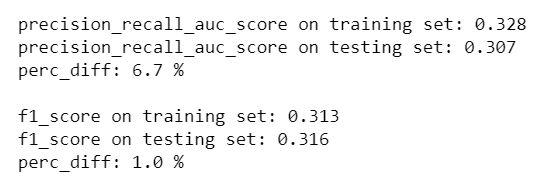 precision_recall_auc_score on training set: 0.328
precision_recall_auc_score on testing set: 0.307
perc_diff: 6.7 %
f1_score on training set: 0.313
f1_score on testing set: 0.316
perc_diff: 1.0 %